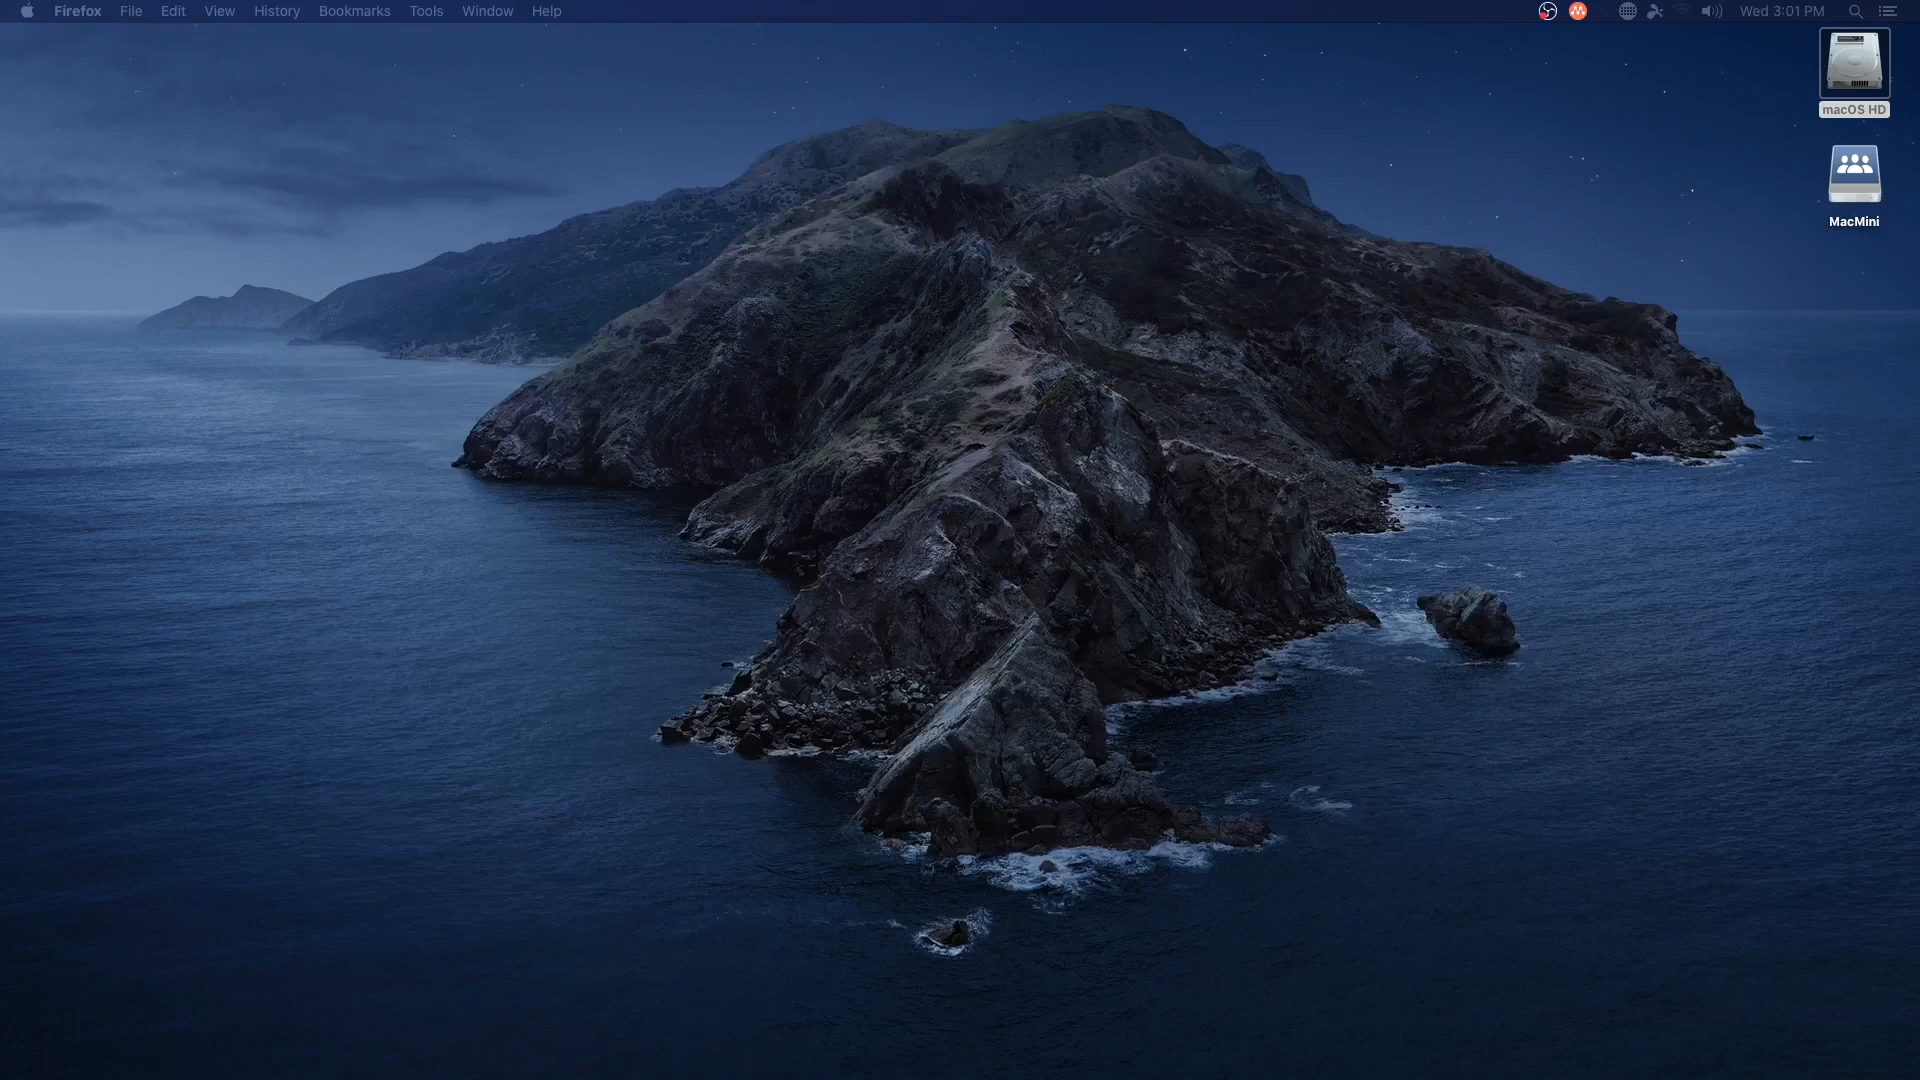 Firefox File Edit View History Bookmarks Tools Window Help Wed 3:01 PM
macOS HD
MacMini